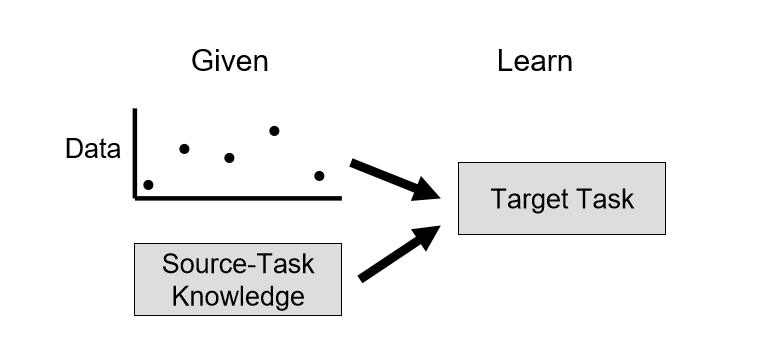 Given
Learn
Data
Target Task
Source-Task
Knowledge